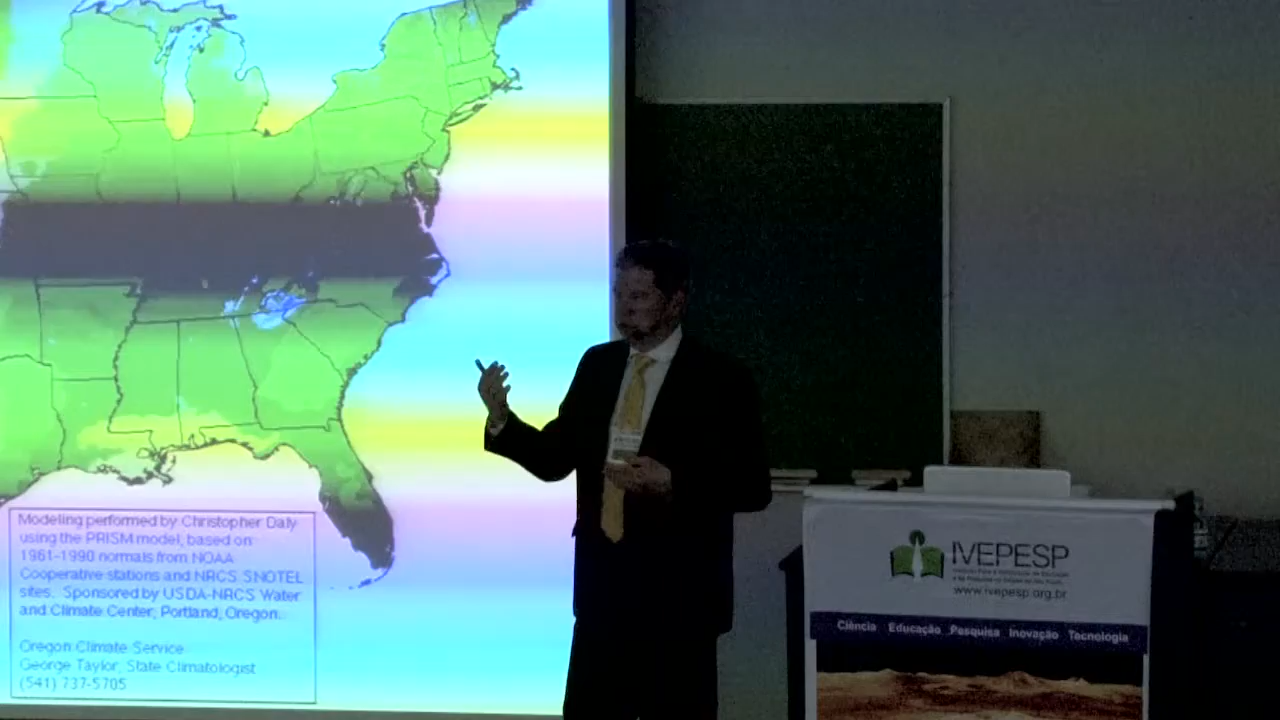 Modeling performed by Christopher Daly
using the PRISM model, based on
1961-1990 normals from NOAA
Cooperative stations and NRCS SNOTEL
sites. Sponsored by USDA-NRCS Water
and Climate Center, Portland, Oregon.
Oregon Climate Service
George Taylor, State Climatologist
(541) 737-5705
IVEPESP
www.ivepesp.org.br
Ciência Educação Pesquisa Inovação Tecnologia